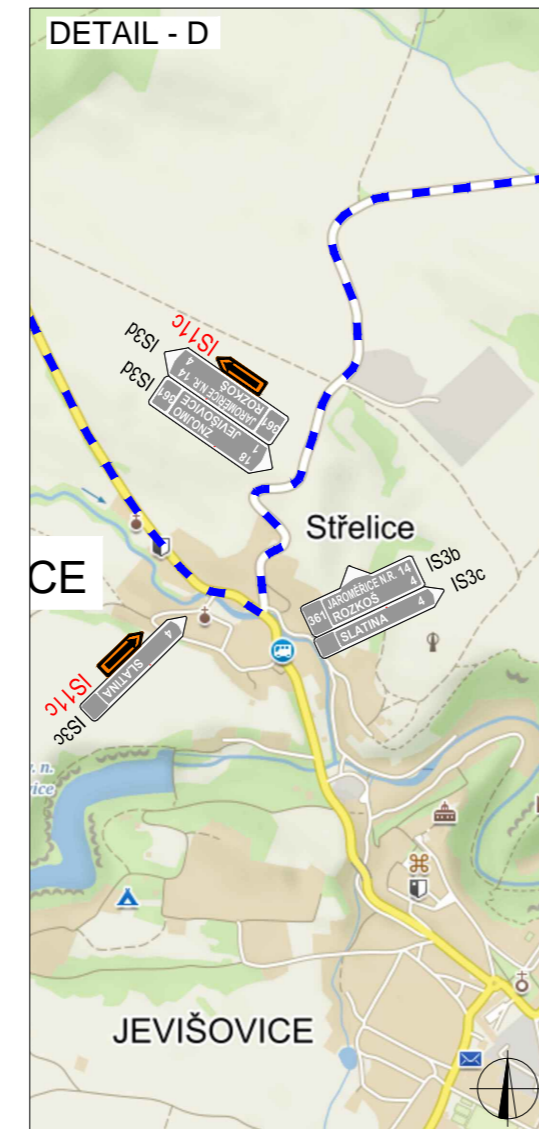 DETAIL - D
IS11c
IS3d
IS3d
4
ROZKOŠ
JAROMĚŘICE N.R. 14
361
361
ZNOJMO 18
JEVIŠOVICE 1
Střelice
CE
IS3b
IS3c
361
JAROMĚŘICE N.R. 14
ROZKOŠ 4
SLATINA 4
IS11c
IS3c
SLATINA 4
v. n.
vice
JEVIŠOVICE